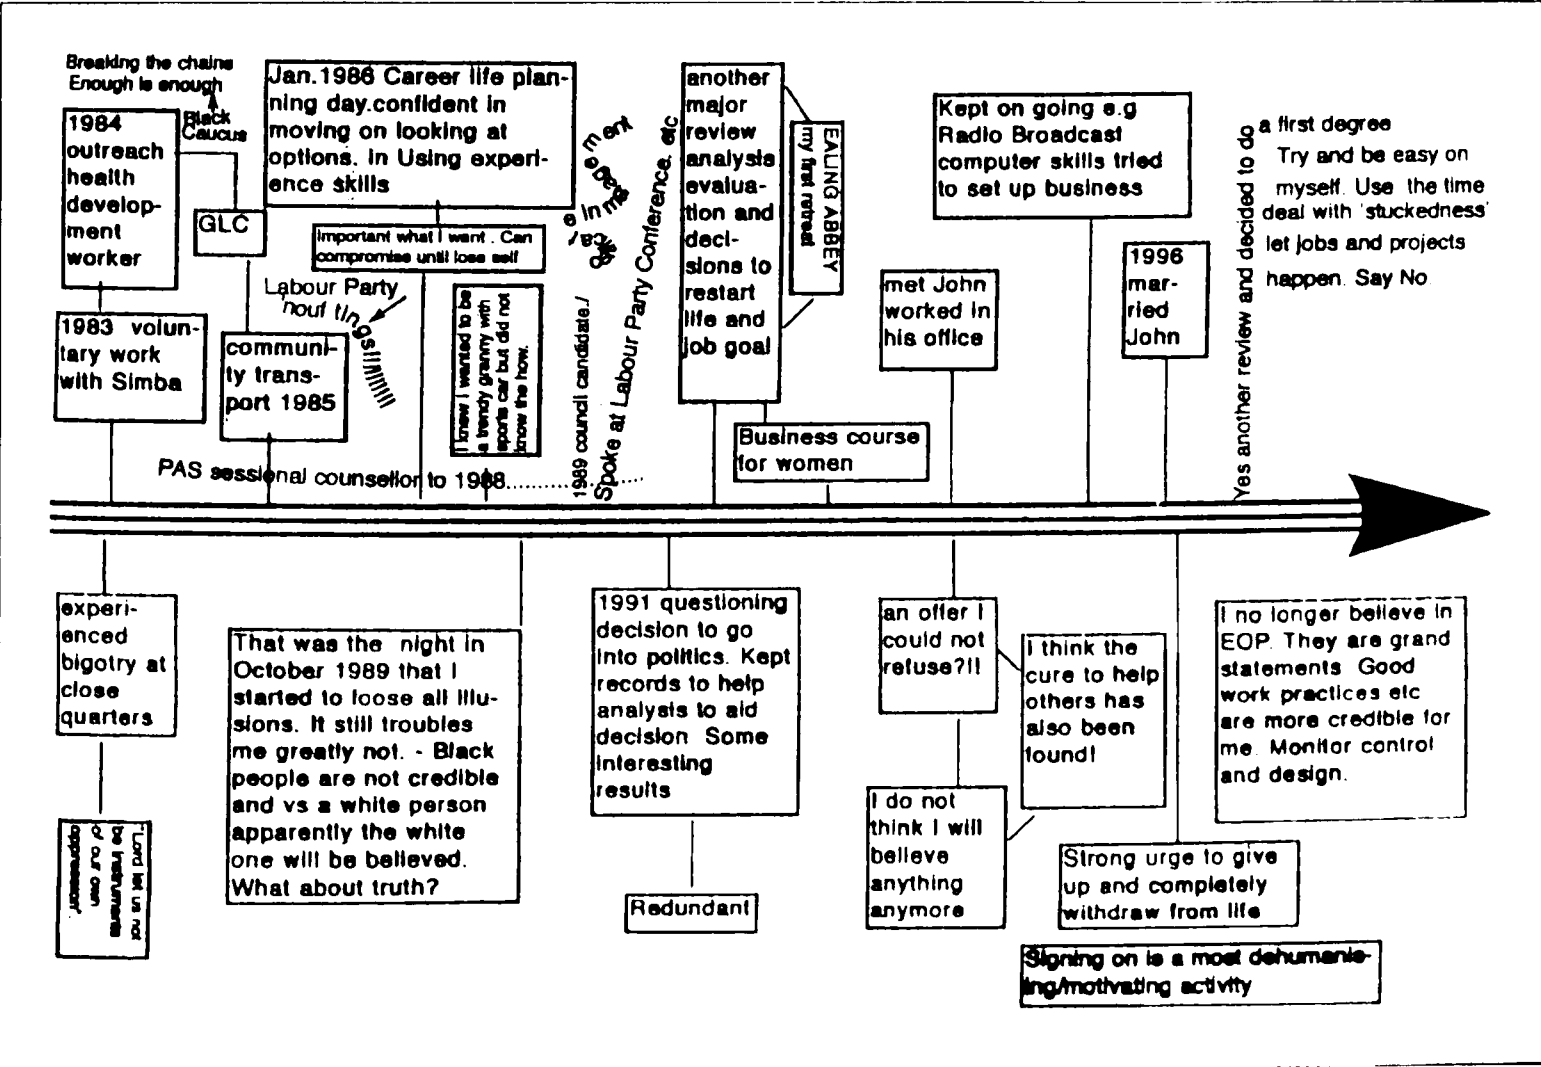 Breaking the chains
Enough is enough
Black
Caucus
1984
outreach
health
develop-
ment
worker
GLC
1983 volun-
tary work
with Simba
communi-
ty trans-
port 1985
Jan.1986 Career life plan-
ning day.confident in
moving on looking at
options. In Using experi-
ence skills
Important what I want . Can
compromise until lose self
Labour Party
nouf tings!!!!!!!!!!
I knew I wanted to be
a trendy granny with
sports car but did not
know the how.
PAS sessional counsellor to 1988
1989 council candidate./
Spoke at Labour Party Conference. etc
another
major
review
analysis
evalua-
tion and
deci-
sions to
restart
life and
job goal
EALING ABBEY
my first retreat
Business course
for women
met John
worked in
his office
Kept on going e.g
Radio Broadcast
computer skills tried
to set up business
1996
mar-
ried
John
Yes another review and decided to do
a first degree
Try and be easy on
myself. Use the time
deal with 'stuckedness'
let jobs and projects
happen. Say No
experi-
enced
bigotry at
close
quarters
"Lord let us not
be instruments
of our own
oppression".
That was the night in
October 1989 that I
started to loose all illu-
sions. It still troubles
me greatly not. - Black
people are not credible
and vs a white person
apparently the white
one will be believed.
What about truth?
1991 questioning
decision to go
into politics. Kept
records to help
analysis to aid
decision Some
interesting
results
Redundant
an offer I
could not
refuse?!!
I think the
cure to help
others has
also been
found!
I do not
think I will
believe
anything
anymore
Strong urge to give
up and completely
withdraw from life
Signing on is a most dehumanis-
ing/motivating activity
I no longer believe in
EOP. They are grand
statements Good
work practices etc
are more credible for
me. Monitor control
and design.